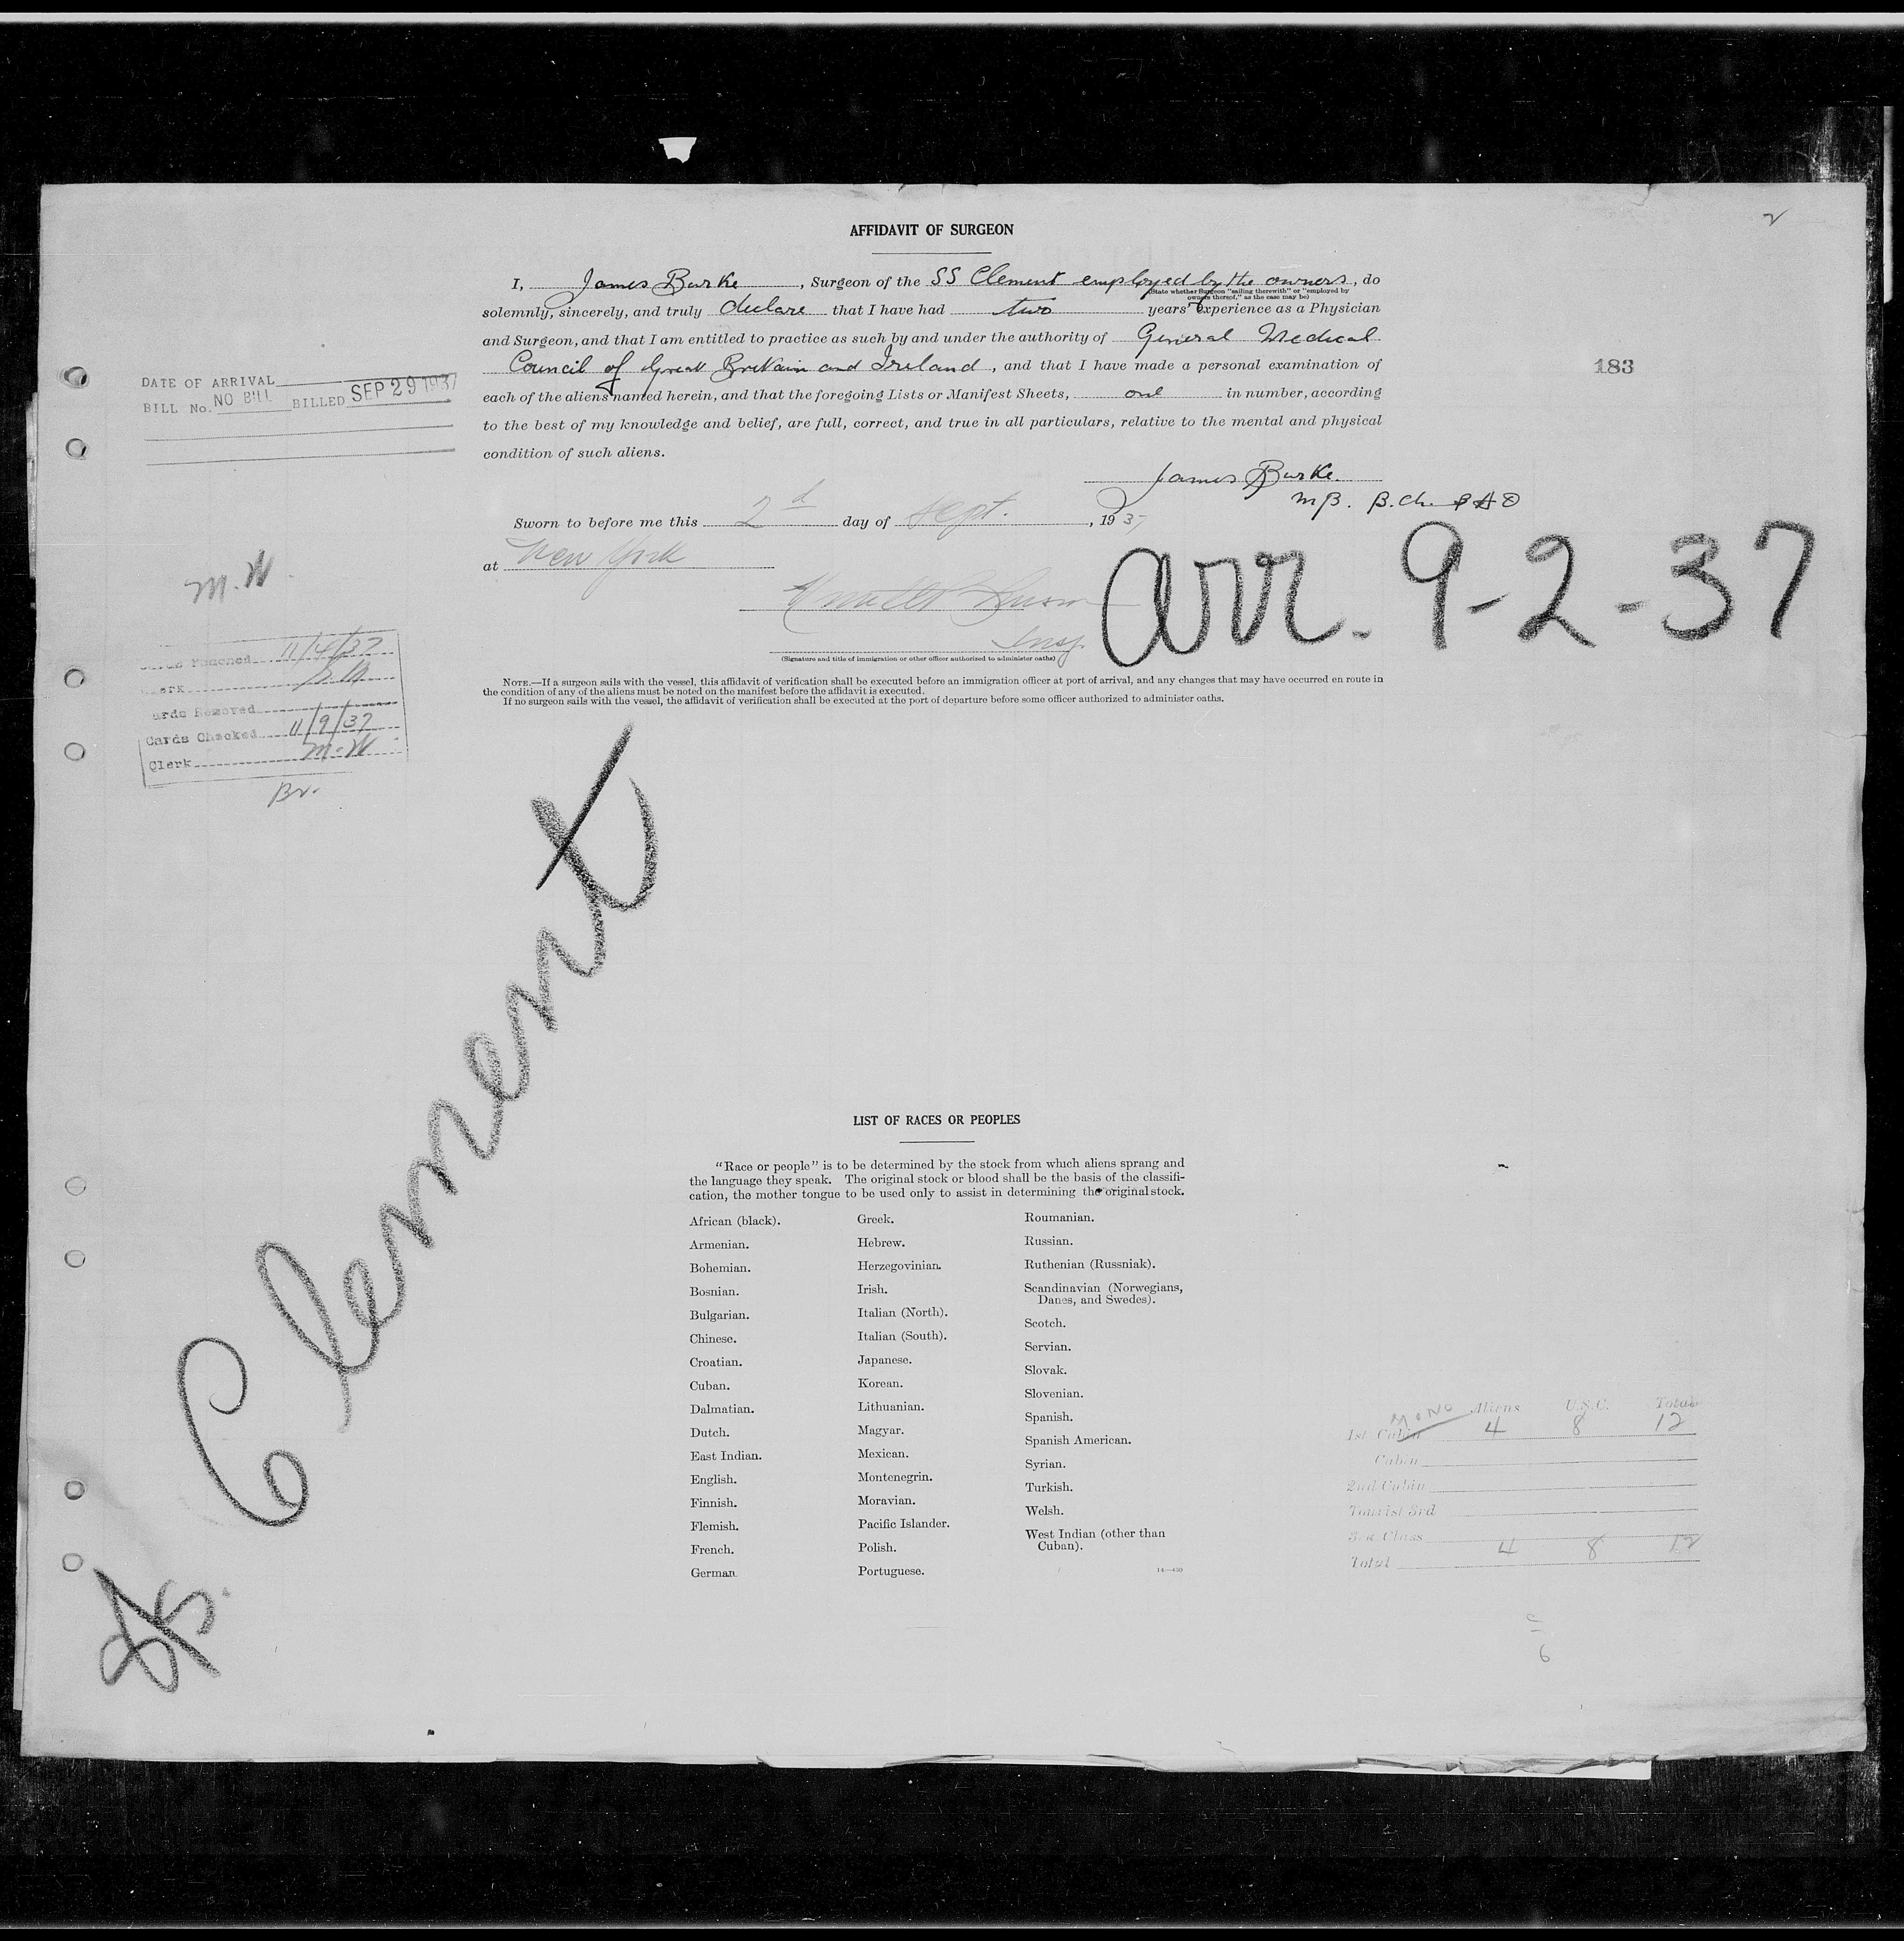 2
AFFIDAVIT OF SURGEON
I, James Burke, Surgeon of the SS Clement employed by the owners, do
(State whether Surgeon "sailing therewith" or "employed by
owners thereof," as the case may be)
solemnly, sincerely, and truly declare that I have had two years' experience as a Physician
and Surgeon, and that I am entitled to practice as such by and under the authority of General Medical
Council of Great Britain and Ireland, and that I have made a personal examination of
each of the aliens named herein, and that the foregoing Lists or Manifest Sheets, one in number, according
to the best of my knowledge and belief, are full, correct, and true in all particulars, relative to the mental and physical
condition of such aliens.
183
DATE OF ARRIVAL
BILL No. NO BILL BILLED SEP 29 1937
James Burke.
M.B. B.Ch. BAO
Sworn to before me this 2d day of Sept., 1937
at New York
Insp.
(Signature and title of immigration or other officer authorized to administer oaths)
arr. 9-2-37
NOTE.—If a surgeon sails with the vessel, this affidavit of verification shall be executed before an immigration officer at port of arrival, and any changes that may have occurred en route in
the condition of any of the aliens must be noted on the manifest before the affidavit is executed.
If no surgeon sails with the vessel, the affidavit of verification shall be executed at the port of departure before some officer authorized to administer oaths.
M.W.
11/4/37
Clerk
Cards Removed
Cards Checked 11/9/37
Clerk M-W
Br.
SS. Clement
LIST OF RACES OR PEOPLES
"Race or people" is to be determined by the stock from which aliens sprang and
the language they speak. The original stock or blood shall be the basis of the classifi-
cation, the mother tongue to be used only to assist in determining the original stock.
African (black).
Armenian.
Bohemian.
Bosnian.
Bulgarian.
Chinese.
Croatian.
Cuban.
Dalmatian.
Dutch.
East Indian.
English.
Finnish.
Flemish.
French.
German.
Greek.
Hebrew.
Herzegovinian.
Irish.
Italian (North).
Italian (South).
Japanese.
Korean.
Lithuanian.
Magyar.
Mexican.
Montenegrin.
Moravian.
Pacific Islander.
Polish.
Portuguese.
Roumanian.
Russian.
Ruthenian (Russniak).
Scandinavian (Norwegians,
Danes, and Swedes).
Scotch.
Servian.
Slovak.
Slovenian.
Spanish.
Spanish American.
Syrian.
Turkish.
Welsh.
West Indian (other than
Cuban).
14—430
Aliens U.S.C. Total
1st Cabin 4 8 12
Cabin
2nd Cabin
Tourist 3rd
3rd Class
Total 4 8 12
6